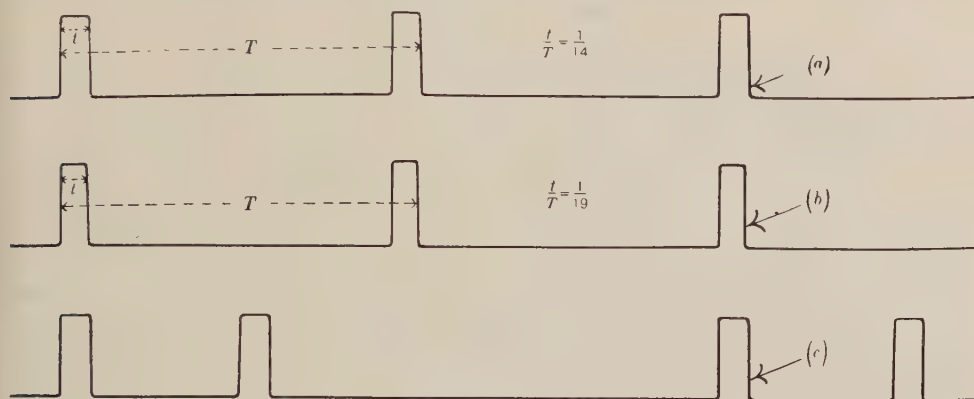 t
T
t/T = 1/14
(a)
t
T
t/T = 1/19
(b)
(c)